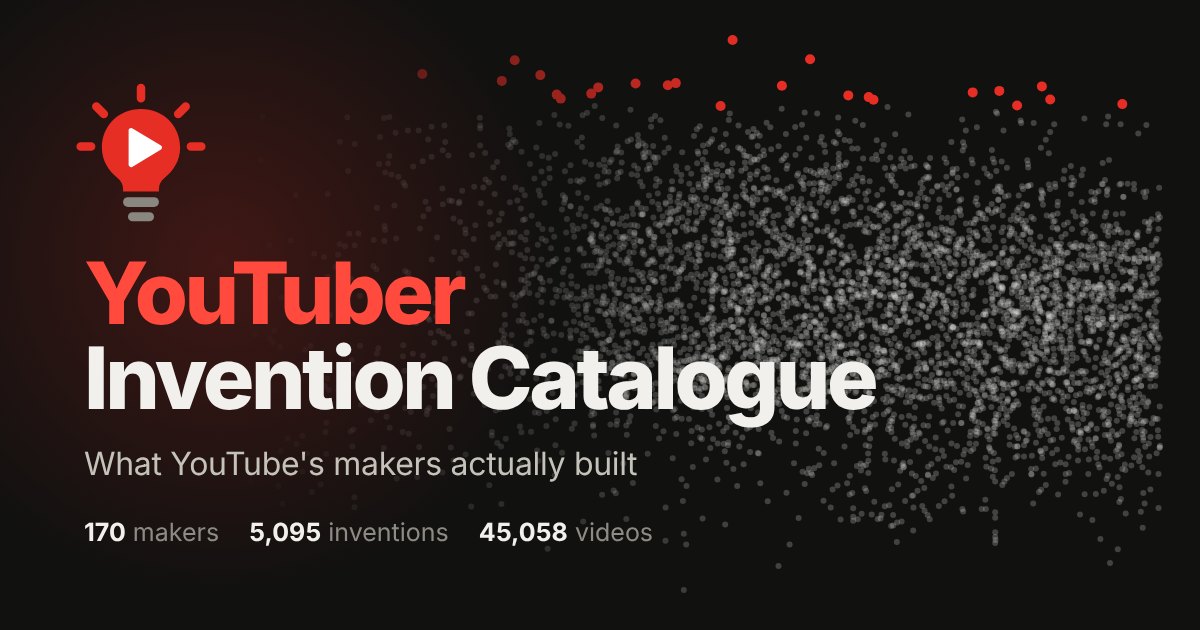 YouTuber
Invention Catalogue
What YouTube's makers actually built
170 makers 5,095 inventions 45,058 videos